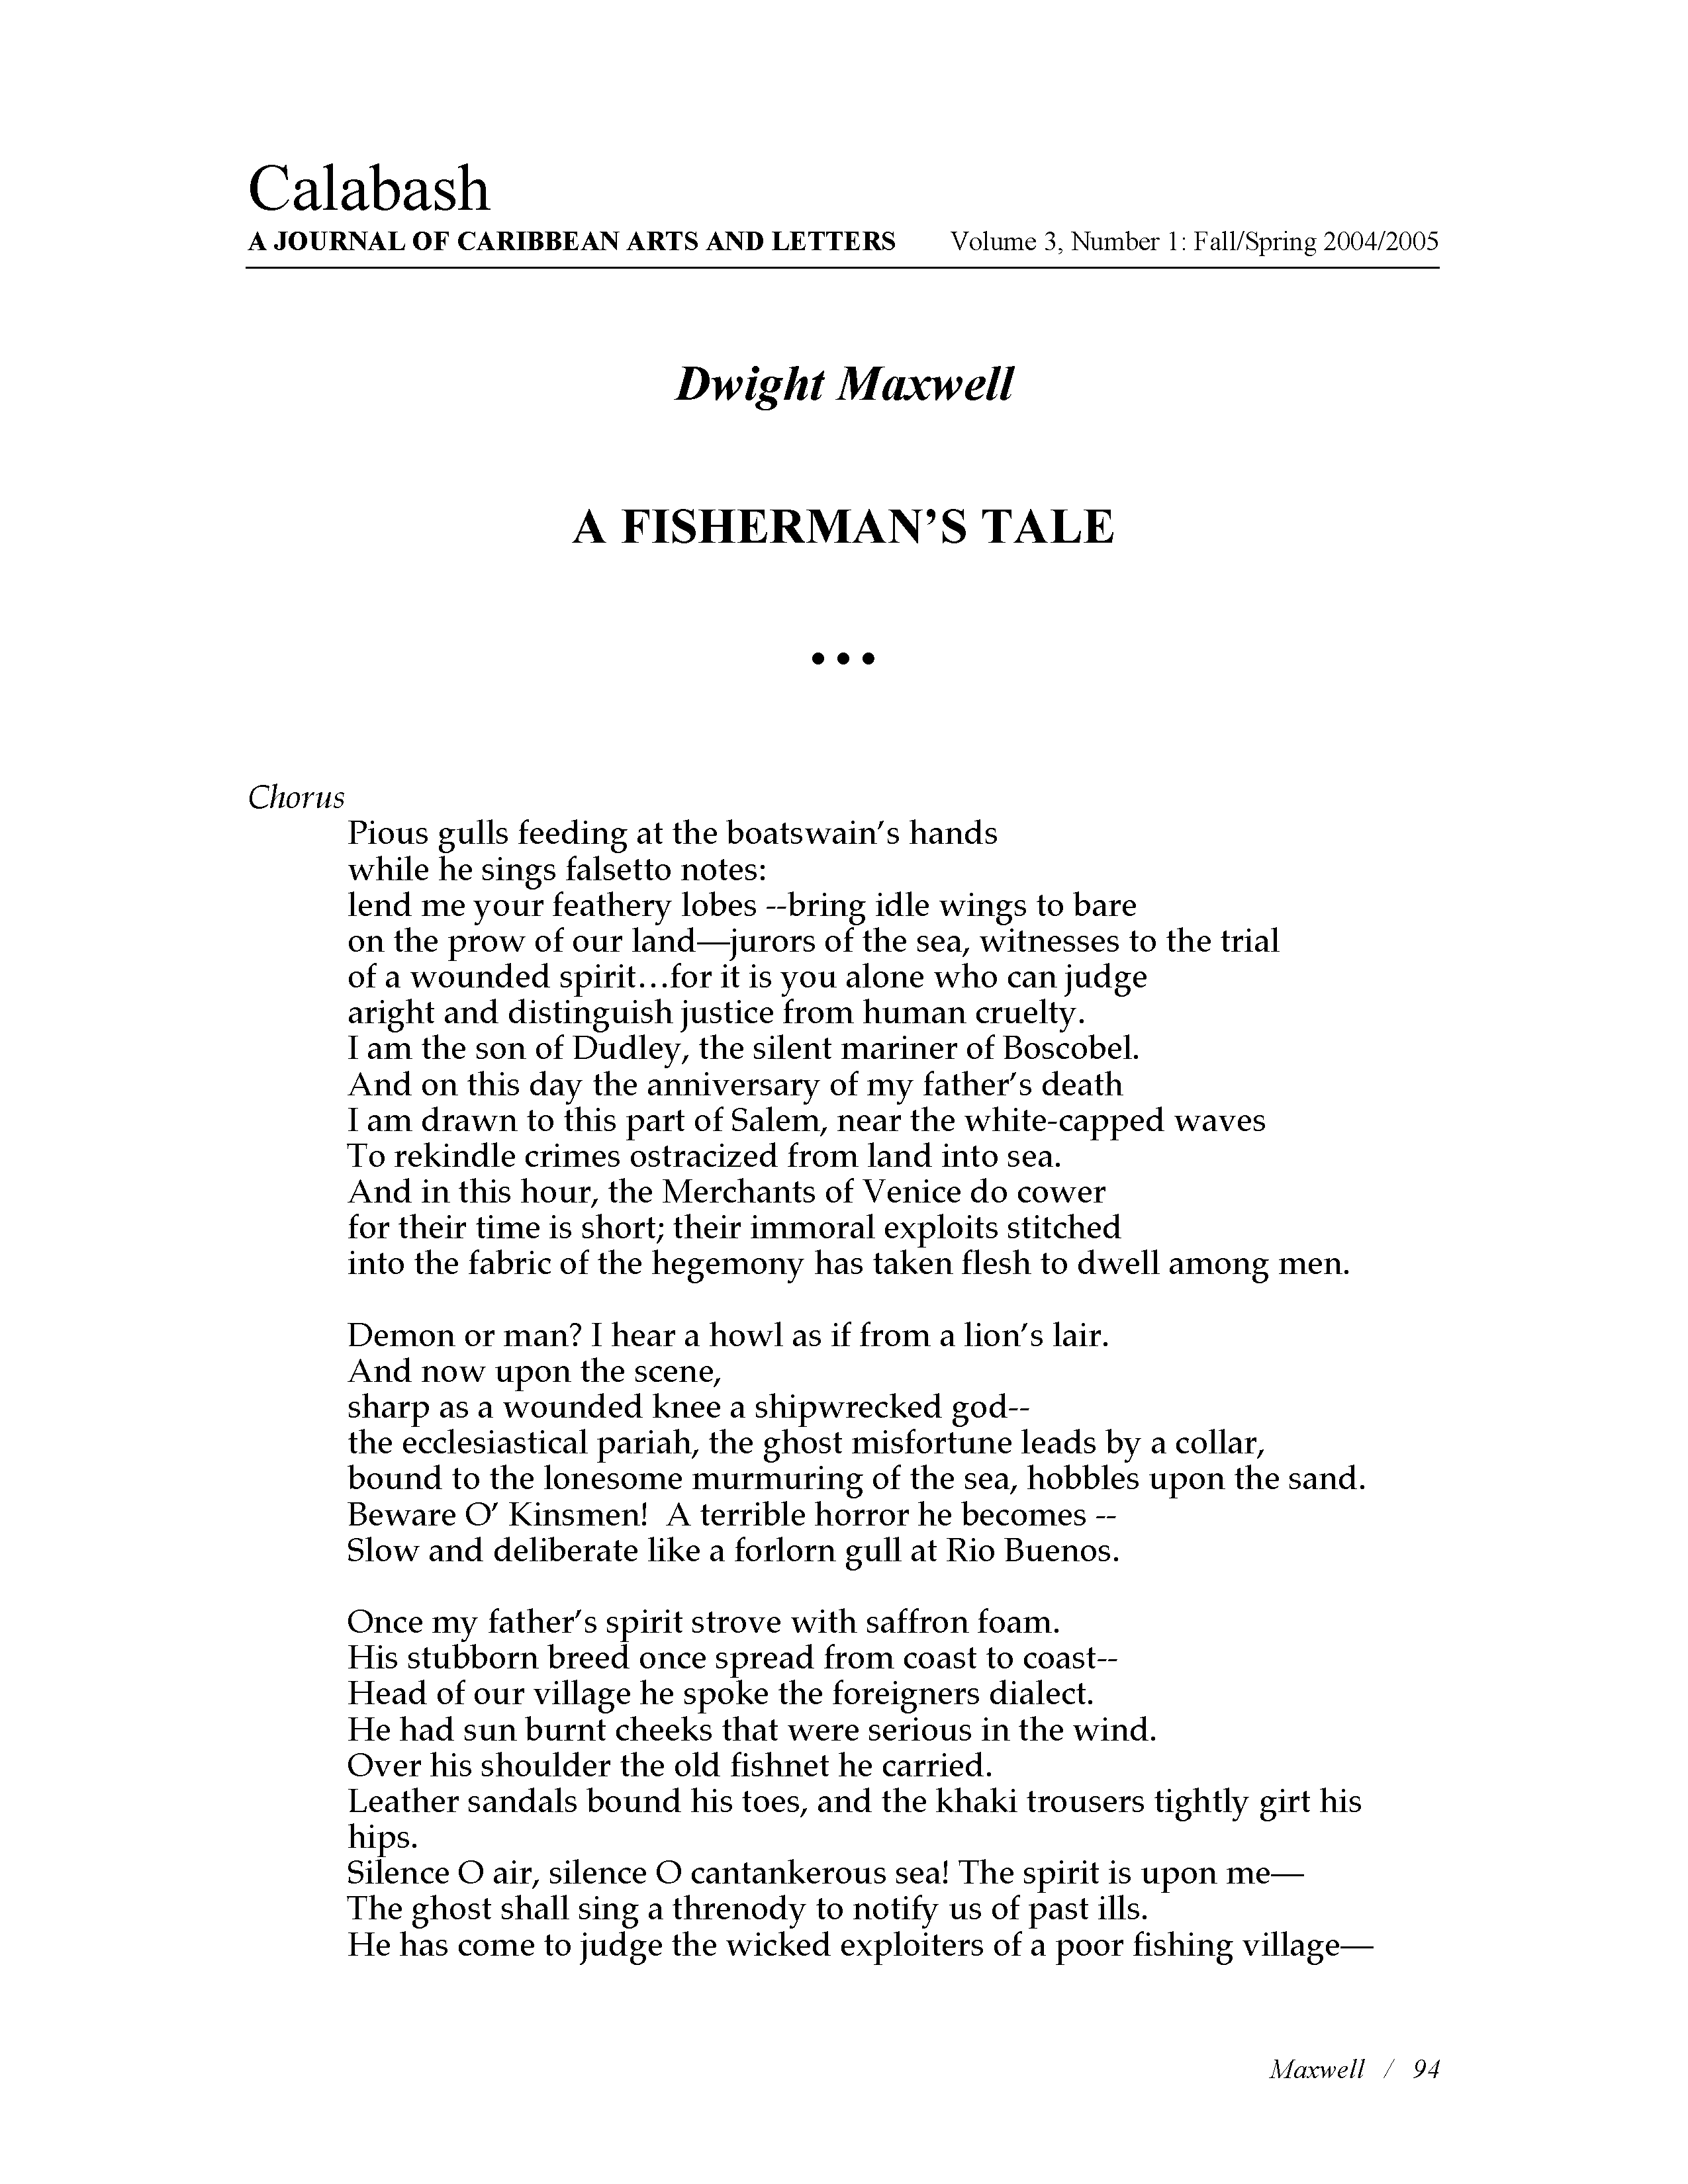 Calabash
A JOURNAL OF CARIBBEAN ARTS AND LETTERS Volume 3, Number 1: Fall/Spring 2004/2005
Dwight Maxwell
A FISHERMAN’S TALE
• • •
Chorus
Pious gulls feeding at the boatswain’s hands
while he sings falsetto notes:
lend me your feathery lobes --bring idle wings to bare
on the prow of our land—jurors of the sea, witnesses to the trial
of a wounded spirit…for it is you alone who can judge
aright and distinguish justice from human cruelty.
I am the son of Dudley, the silent mariner of Boscobel.
And on this day the anniversary of my father’s death
I am drawn to this part of Salem, near the white-capped waves
To rekindle crimes ostracized from land into sea.
And in this hour, the Merchants of Venice do cower
for their time is short; their immoral exploits stitched
into the fabric of the hegemony has taken flesh to dwell among men.
Demon or man? I hear a howl as if from a lion’s lair.
And now upon the scene,
sharp as a wounded knee a shipwrecked god--
the ecclesiastical pariah, the ghost misfortune leads by a collar,
bound to the lonesome murmuring of the sea, hobbles upon the sand.
Beware O’ Kinsmen!  A terrible horror he becomes --
Slow and deliberate like a forlorn gull at Rio Buenos.
Once my father’s spirit strove with saffron foam.
His stubborn breed once spread from coast to coast--
Head of our village he spoke the foreigners dialect.
He had sun burnt cheeks that were serious in the wind.
Over his shoulder the old fishnet he carried.
Leather sandals bound his toes, and the khaki trousers tightly girt his
hips.
Silence O air, silence O cantankerous sea! The spirit is upon me—
The ghost shall sing a threnody to notify us of past ills.
He has come to judge the wicked exploiters of a poor fishing village—
Maxwell / 94